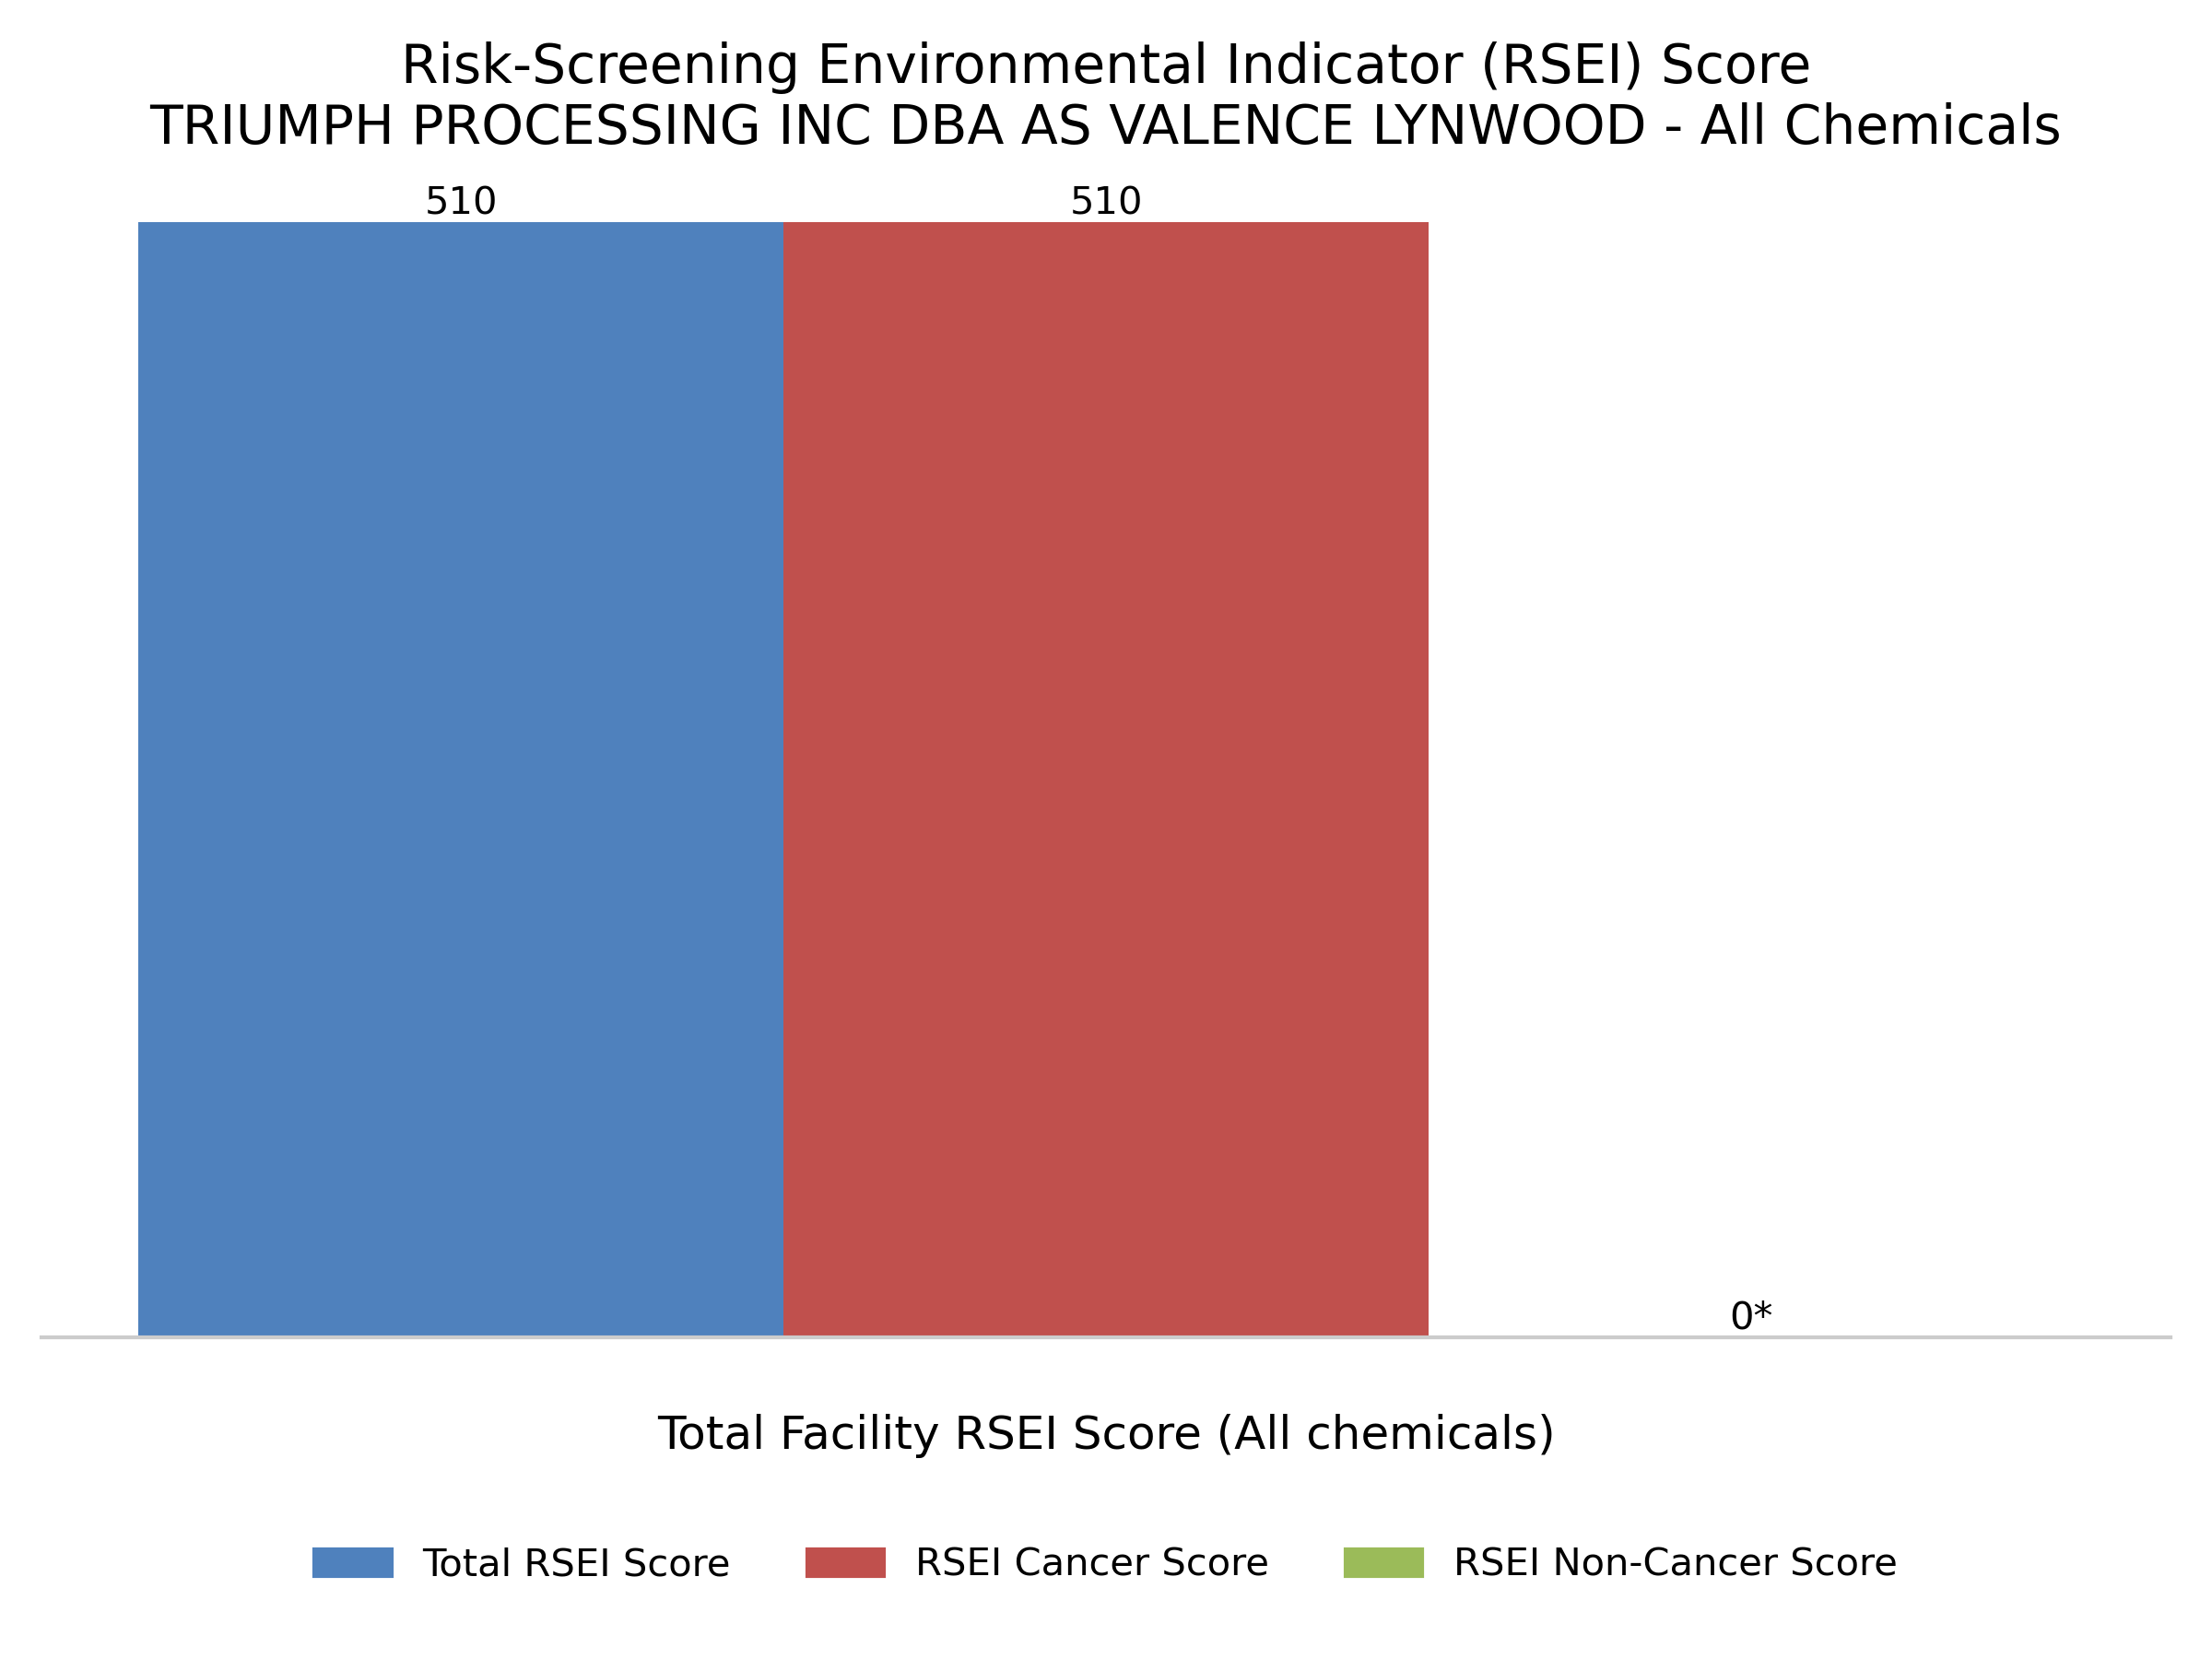 Risk-Screening Environmental Indicator (RSEI) Score
TRIUMPH PROCESSING INC DBA AS VALENCE LYNWOOD - All Chemicals
510
510
0*
Total Facility RSEI Score (All chemicals)
Total RSEI Score
RSEI Cancer Score
RSEI Non-Cancer Score